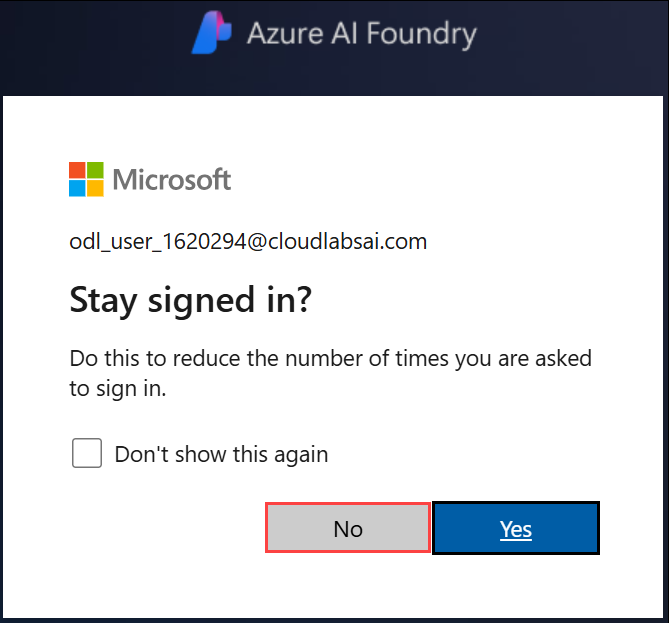 Azure AI Foundry
Microsoft
odl_user_1620294@cloudlabsai.com
Stay signed in?
Do this to reduce the number of times you are asked
to sign in.
Don't show this again
No
Yes